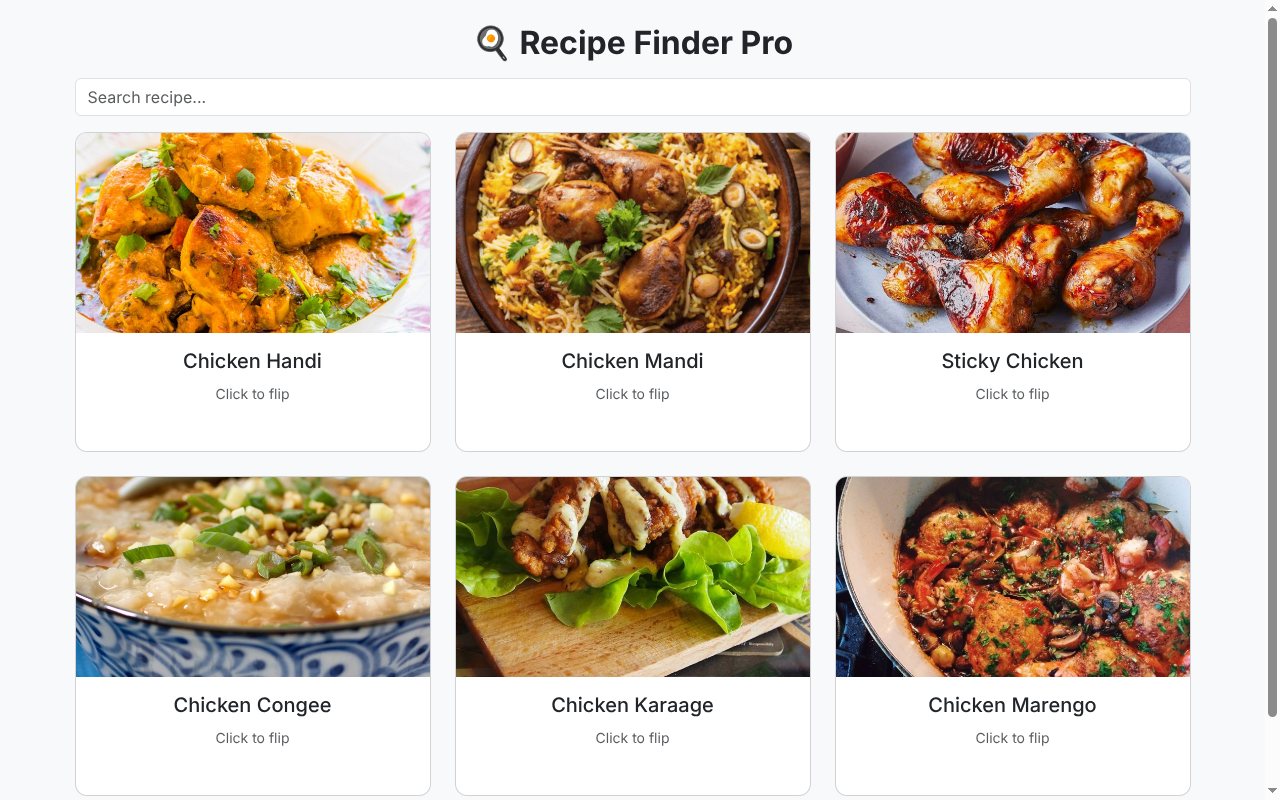 🍳 Recipe Finder Pro
Search recipe...
Chicken Handi
Click to flip
Chicken Mandi
Click to flip
Sticky Chicken
Click to flip
Chicken Congee
Click to flip
Chicken Karaage
Click to flip
Chicken Marengo
Click to flip